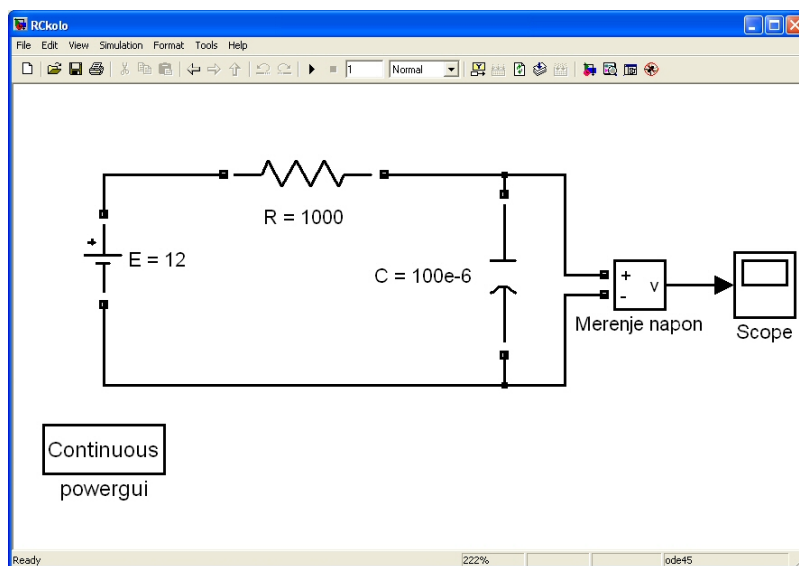 RCkolo
File Edit View Simulation Format Tools Help
1 Normal
R = 1000
+
E = 12
C = 100e-6
+
-
v
Merenje napon
Scope
Continuous
powergui
Ready 222% ode45